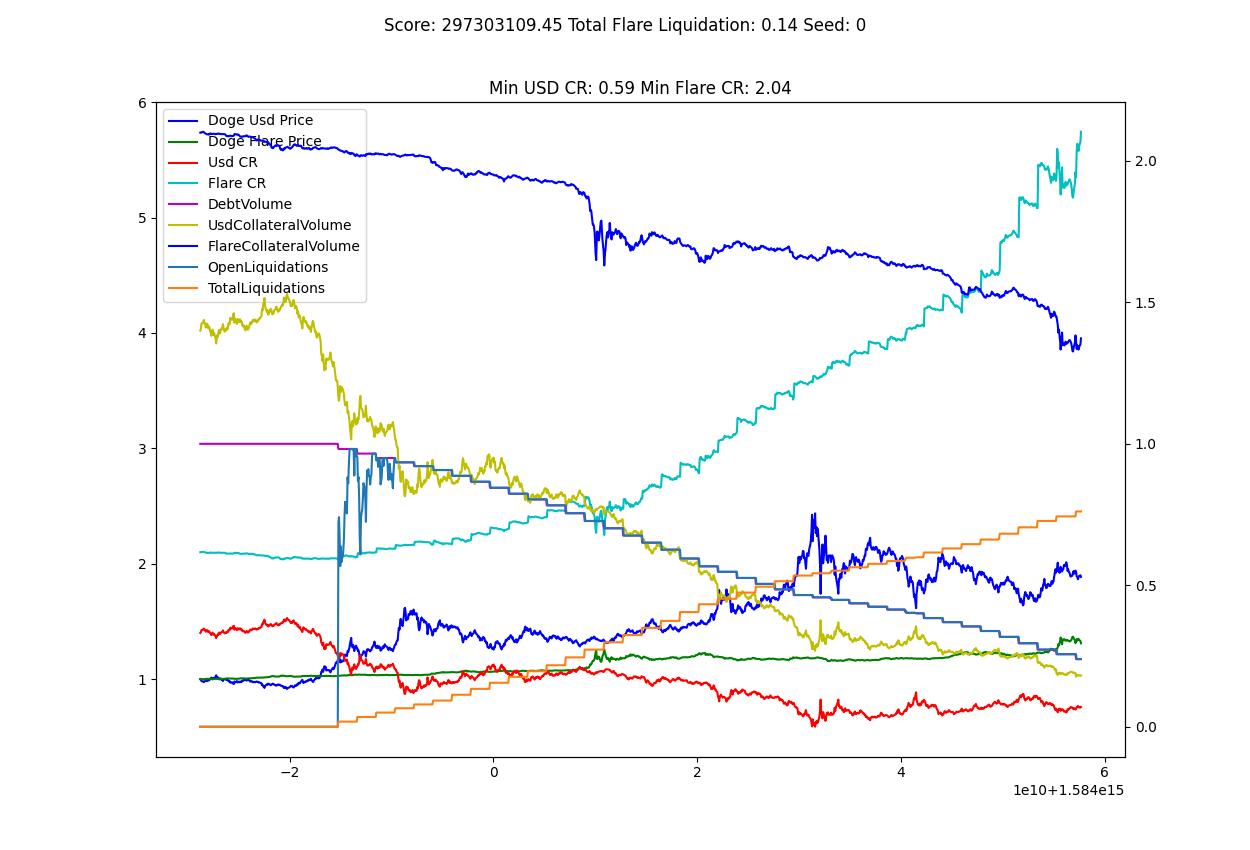 Score: 297303109.45 Total Flare Liquidation: 0.14 Seed: 0
Min USD CR: 0.59 Min Flare CR: 2.04
6
5
4
3
2
1
Doge Usd Price
Doge Flare Price
Usd CR
Flare CR
DebtVolume
UsdCollateralVolume
FlareCollateralVolume
OpenLiquidations
TotalLiquidations
2.0
1.5
1.0
0.5
0.0
−2 0 2 4 6
1e10+1.584e15